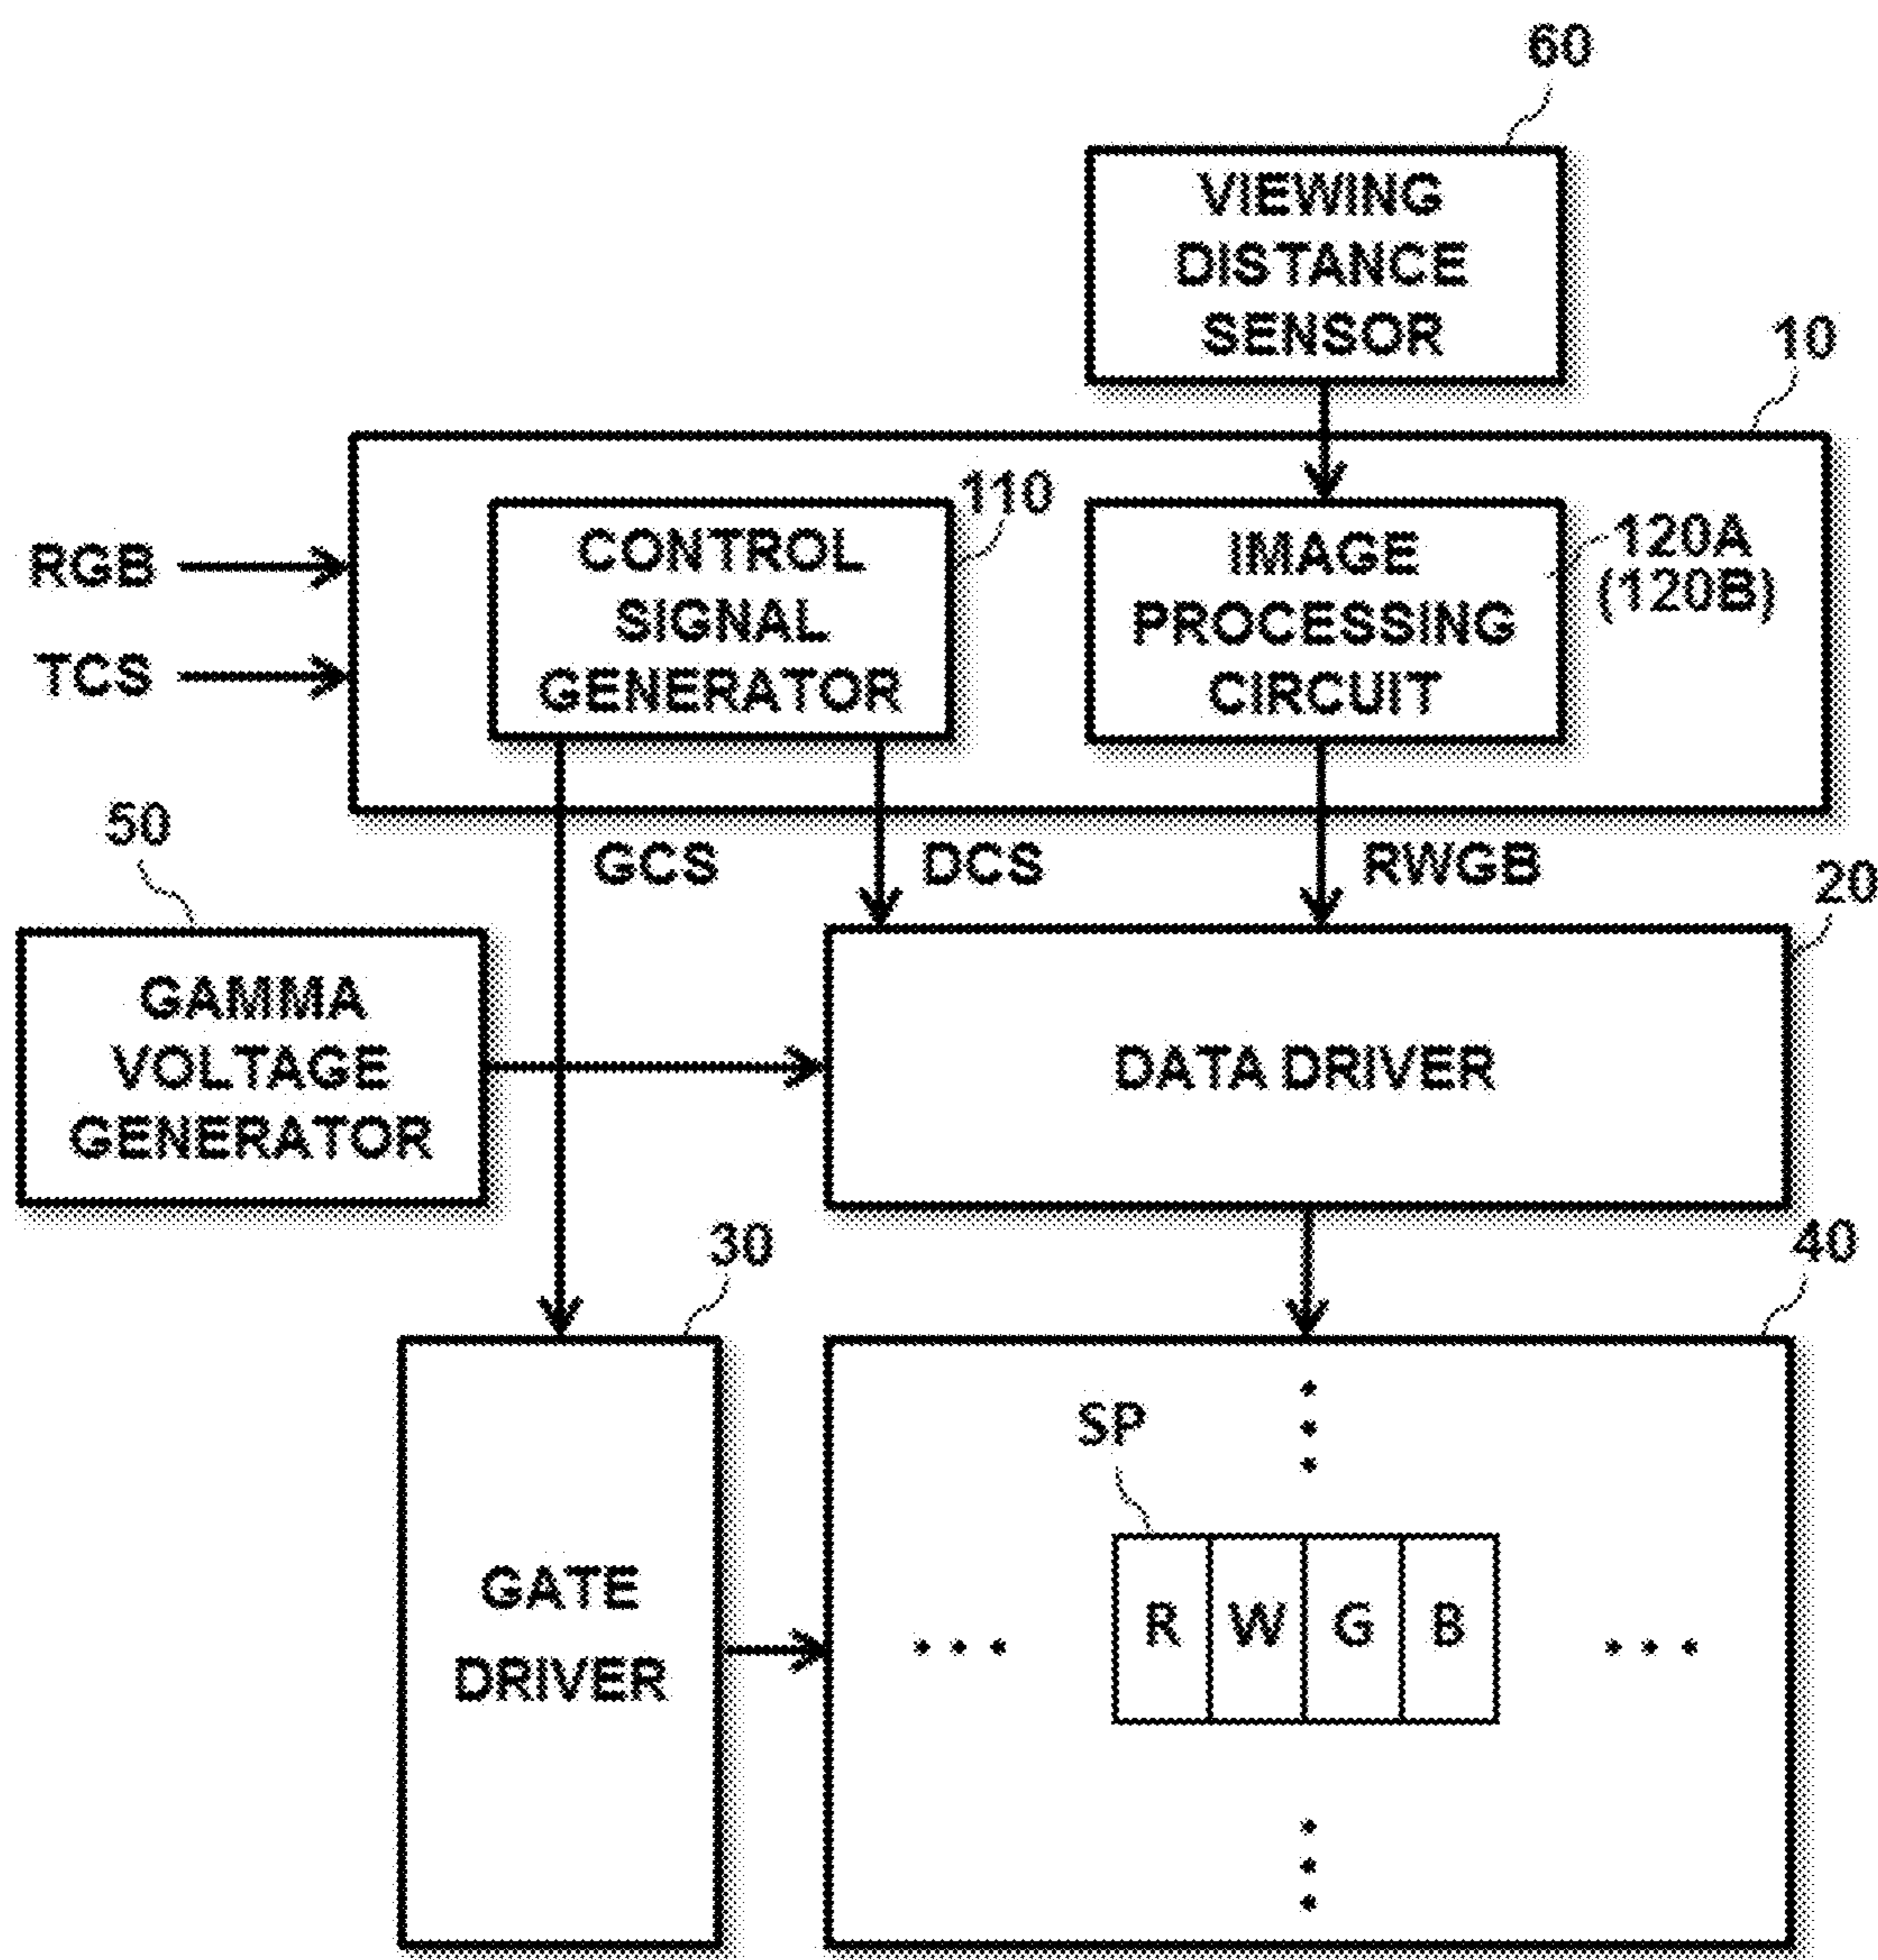 60
VIEWING
DISTANCE
SENSOR
10
110
CONTROL
SIGNAL
GENERATOR
IMAGE
PROCESSING
CIRCUIT
120A
(120B)
RGB
TCS
50
GCS
DCS
RWGB
20
GAMMA
VOLTAGE
GENERATOR
DATA DRIVER
30
40
GATE
DRIVER
SP
R W G B